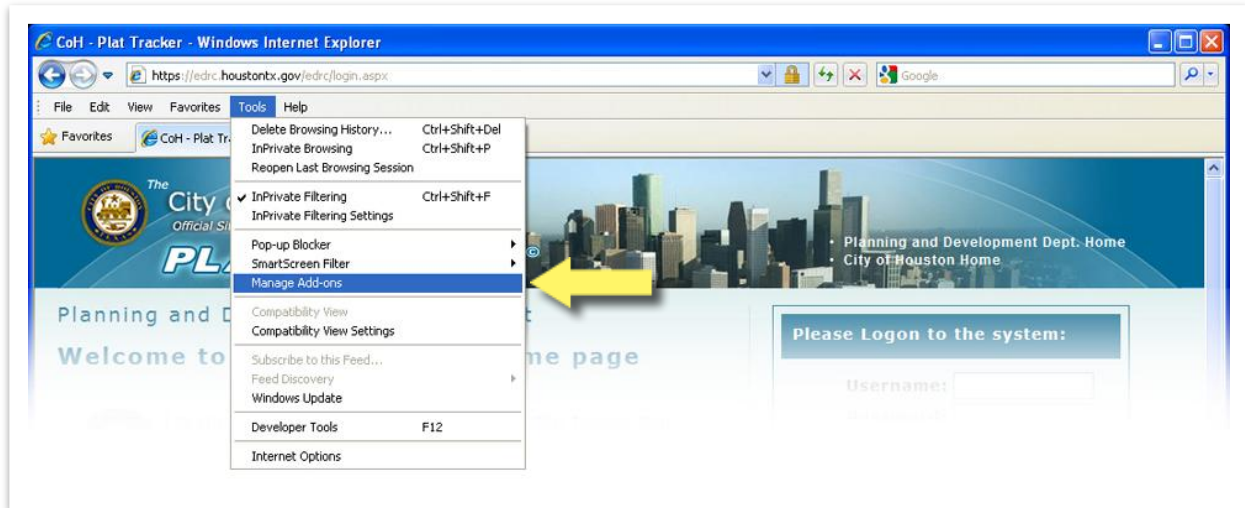 CoH - Plat Tracker - Windows Internet Explorer
https://edrc.houstontx.gov/edrc/login.aspx
Google
File Edit View Favorites Tools Help
Favorites CoH - Plat Tr
Delete Browsing History... Ctrl+Shift+Del
InPrivate Browsing Ctrl+Shift+P
Reopen Last Browsing Session
InPrivate Filtering Ctrl+Shift+F
InPrivate Filtering Settings
Pop-up Blocker
SmartScreen Filter
Manage Add-ons
Compatibility View
Compatibility View Settings
Subscribe to this Feed...
Feed Discovery
Windows Update
Developer Tools F12
Internet Options
The
City
Official Si
PL
©
• Planning and Development Dept. Home
• City of Houston Home
Planning and D t
Welcome to me page
Please Logon to the system:
Username: